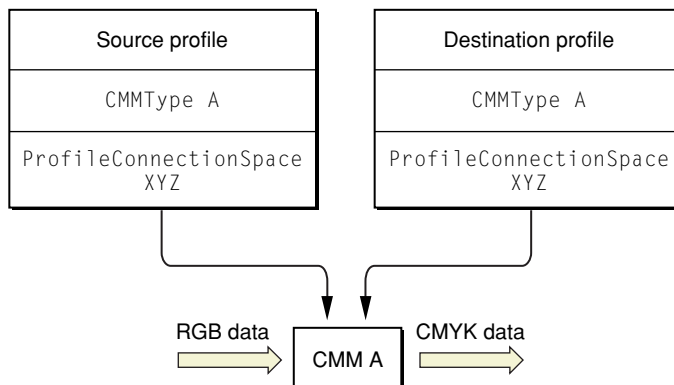 Source profile
CMMType A
ProfileConnectionSpace
XYZ
Destination profile
CMMType A
ProfileConnectionSpace
XYZ
RGB data
CMM A
CMYK data